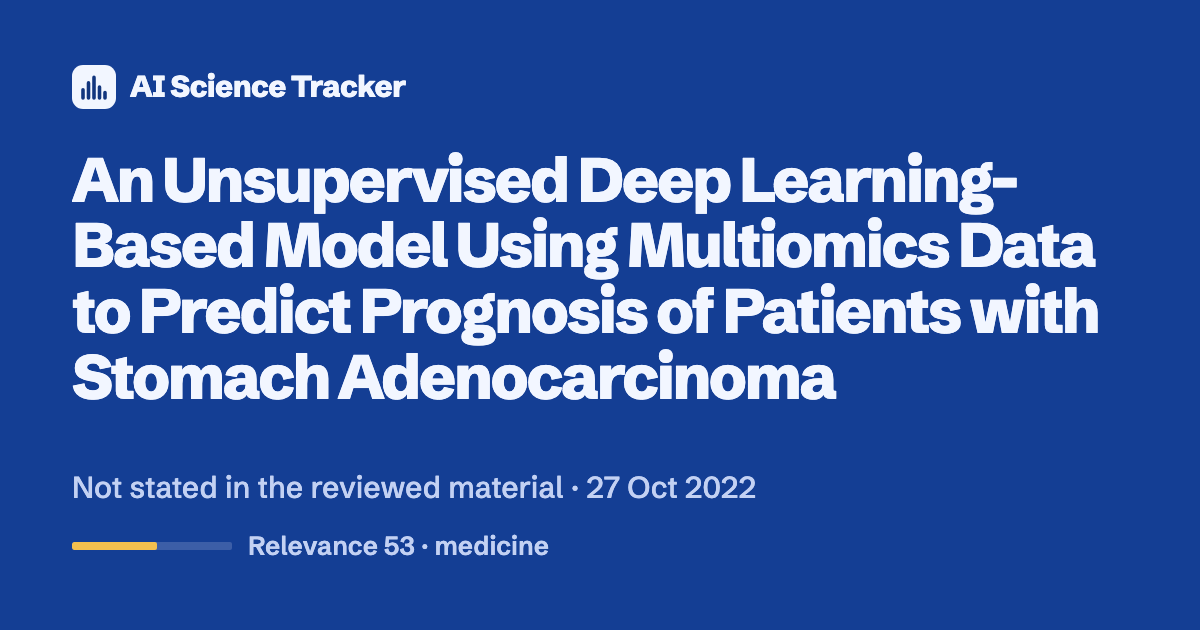 AI Science Tracker
An Unsupervised Deep Learning-
Based Model Using Multiomics Data
to Predict Prognosis of Patients with
Stomach Adenocarcinoma
Not stated in the reviewed material · 27 Oct 2022
Relevance 53 · medicine